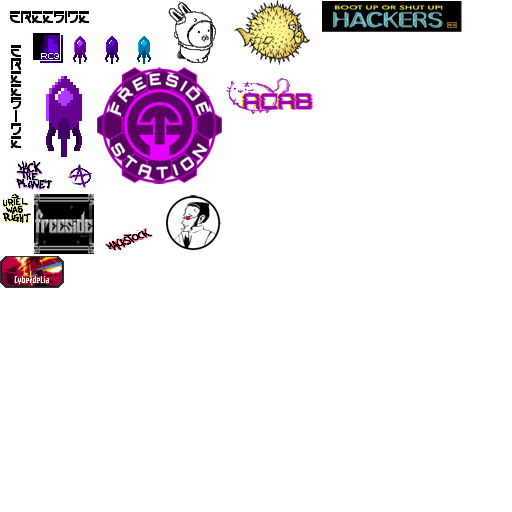 FREESIDE
BOOT UP OR SHUT UP!
HACKERS
RC3
FREESIDE
FREESIDE
STATION
ACAB
HACK
THE
PLANET
URIEL
WAS
RIGHT
freeside
HACKSTOCK
Cyberdelia